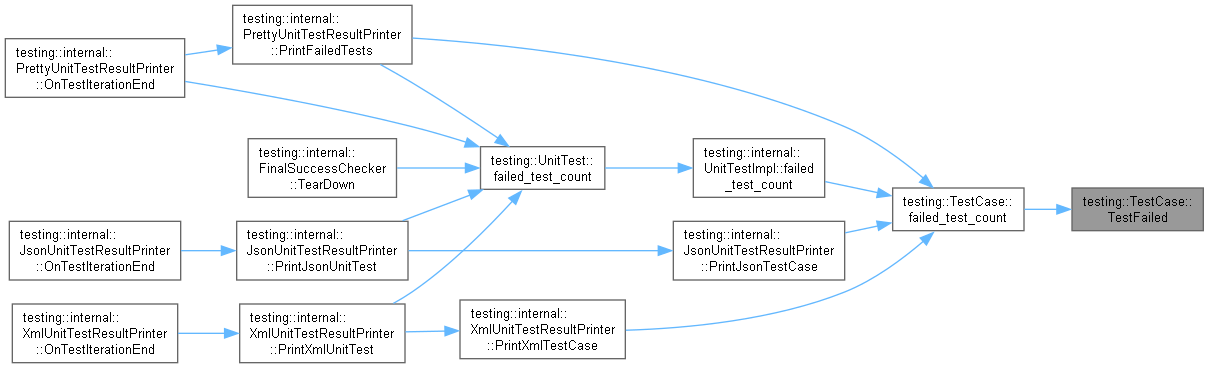 testing::internal::
PrettyUnitTestResultPrinter
::PrintFailedTests
testing::internal::
PrettyUnitTestResultPrinter
::OnTestIterationEnd
testing::internal::
FinalSuccessChecker
::TearDown
testing::UnitTest::
failed_test_count
testing::internal::
UnitTestImpl::failed
_test_count
testing::TestCase::
failed_test_count
testing::TestCase::
TestFailed
testing::internal::
JsonUnitTestResultPrinter
::OnTestIterationEnd
testing::internal::
JsonUnitTestResultPrinter
::PrintJsonUnitTest
testing::internal::
JsonUnitTestResultPrinter
::PrintJsonTestCase
testing::internal::
XmlUnitTestResultPrinter
::OnTestIterationEnd
testing::internal::
XmlUnitTestResultPrinter
::PrintXmlUnitTest
testing::internal::
XmlUnitTestResultPrinter
::PrintXmlTestCase